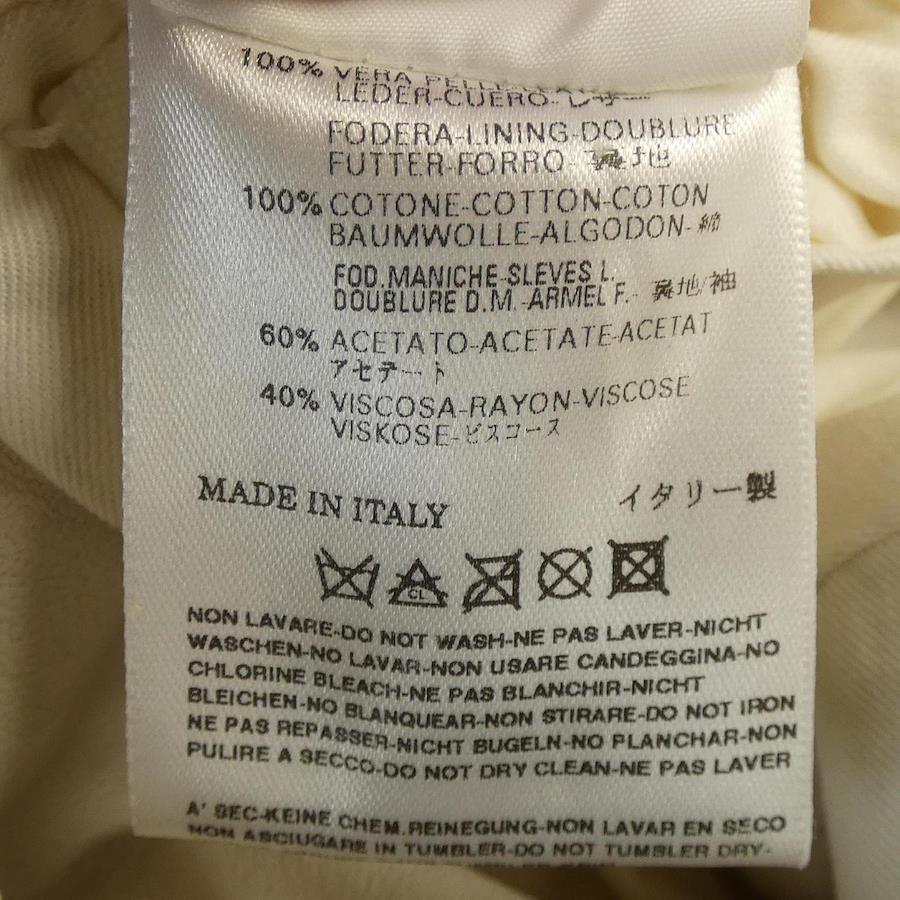 100% VERA PELLE-LEATHER
LEDER-CUERO-レザー
FODERA-LINING-DOUBLURE
FUTTER-FORRO-裏地
100% COTONE-COTTON-COTON
BAUMWOLLE-ALGODON-綿
FOD.MANICHE-SLEVES L.
DOUBLURE D.M.-ARMEL F.-裏地/袖
60% ACETATO-ACETATE-ACETAT
アセテート
40% VISCOSA-RAYON-VISCOSE
VISKOSE-ビスコース
MADE IN ITALY イタリー製
CL
NON LAVARE-DO NOT WASH-NE PAS LAVER-NICHT
WASCHEN-NO LAVAR-NON USARE CANDEGGINA-NO
CHLORINE BLEACH-NE PAS BLANCHIR-NICHT
BLEICHEN-NO BLANQUEAR-NON STIRARE-DO NOT IRON
NE PAS REPASSER-NICHT BUGELN-NO PLANCHAR-NON
PULIRE A SECCO-DO NOT DRY CLEAN-NE PAS LAVER
A' SEC-KEINE CHEM.REINEGUNG-NON LAVAR EN SECO
NON ASCIUGARE IN TUMBLER-DO NOT TUMBLER DRY-